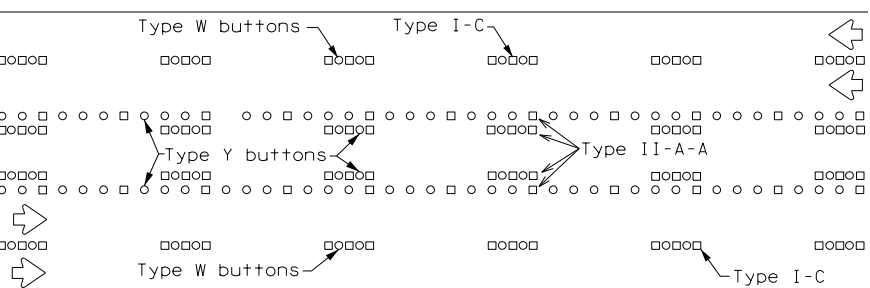 Type W buttons
Type I-C
Type Y buttons
Type II-A-A
Type W buttons
Type I-C